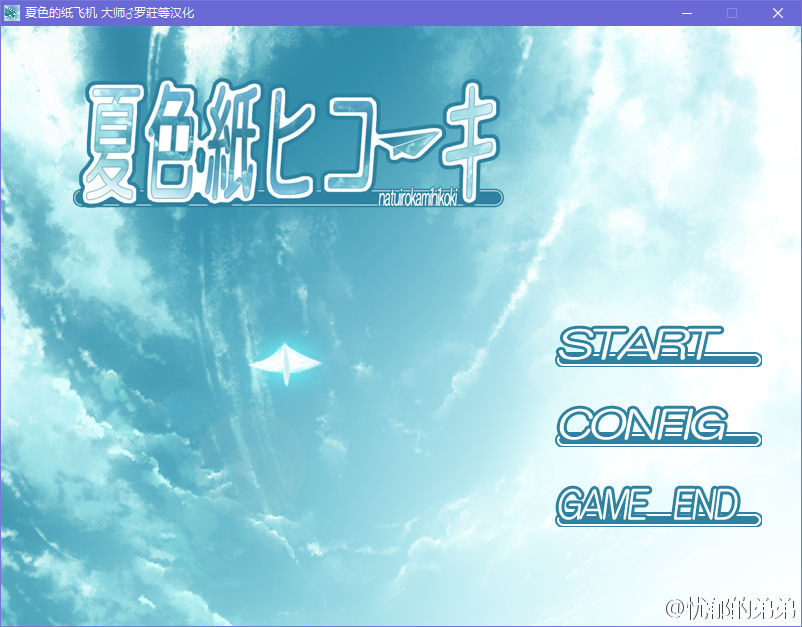 夏色的纸飞机 大师♂罗莊等汉化
夏色紙ヒコーキ
natuirokamihikoki
START
CONFIG
GAME END
@忧郁的弟弟